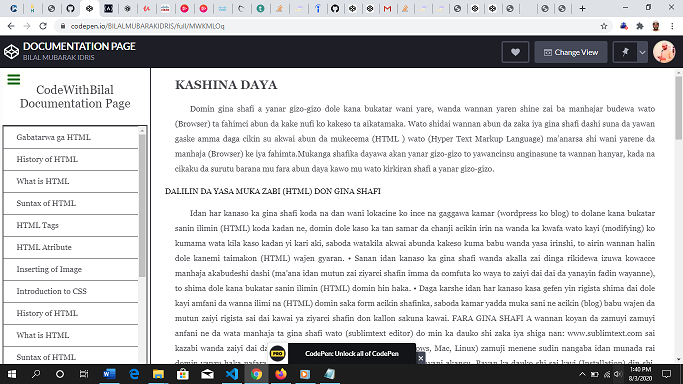 codepen.io/BILALMUBARAKIDRIS/full/MWKMLOq
DOCUMENTATION PAGE
BILAL MUBARAK IDRIS
Change View
CodeWithBilal
Documentation Page
Gabatarwa ga HTML
History of HTML
What is HTML
Suntax of HTML
HTML Tags
HTML Atribute
Inserting of Image
Introduction to CSS
History of HTML
What is HTML
Suntax of HTML
KASHINA DAYA
Domin gina shafi a yanar gizo-gizo dole kana bukatar wani yare, wanda wannan yaren shine zai ba manhajar budewa wato
(Browser) ta fahimci abun da kake nufi ko kakeso ta aikatamaka. Wato shidai wannan abun da zaka iya gina shafi dashi suna da yawan
gaske amma daga cikin su akwai abun da mukecema (HTML ) wato (Hyper Text Markup Language) ma'anarsa shi wani yarene da
manhaja (Browser) ke iya fahimta.Mukanga shafika dayawa akan yanar gizo-gizo to yawancinsu anginasune ta wannan hanyar, kada na
cikaku da surutu barana mu fara abun daya kawo mu wato kirkiran shafi a yanar gizo-gizo.
DALILIN DA YASA MUKA ZABI (HTML) DON GINA SHAFI
Idan har kanaso ka gina shafi koda na dan wani lokacine ko ince na gaggawa kamar (wordpress ko blog) to dolane kana bukatar
sanin ilimin (HTML) koda kadan ne, domin dole kaso ka tan samar da chanji acikin irin na wanda ka kwafa wato kayi (modifying) ko
kumama wata kila kaso kadan yi kari aki, saboda watakila akwai abunda kakeso kuma babu wanda yasa irinshi, to airin wannan halin
dole kanemi taimakon (HTML) wajen gyaran. • Sanan idan kanaso ka gina shafi wanda akalla zai dinga rikidewa izuwa kowacce
manhaja akabudeshi dashi (ma'ana idan mutun zai ziyarci shafin imma da comfuta ko waya to zaiyi dai dai da yanayin fadin wayanne),
to shima dole kana bukatar sanin ilimin (HTML) domin hin haka. • Daga karshe idan har kanaso kasa gefen yin rigista shima dai dole
kayi amfani da wanna ilimi na (HTML) domin saka form acikin shafinka, saboda kamar yadda muka sani ne acikin (blog) babu wajen da
mutun zaiyi rigista sai dai kawai ya ziyarci shafin don kallon sakuna kawai. FARA GINA SHAFI A wannan koyan da zamuyi zamuyi
anfani ne da wata manhaja ta gina shafi wato (sublimtext editor) do min ka dauko shi zaka iya shiga nan: www.sublimtext.com sai
kazabi wanda zaiyi dai da
ows, Mac, Linux) zamuji menene sudin nangaba idan munada rai
PRO CodePen: Unlock all of CodePen
1:40 PM
8/3/2020